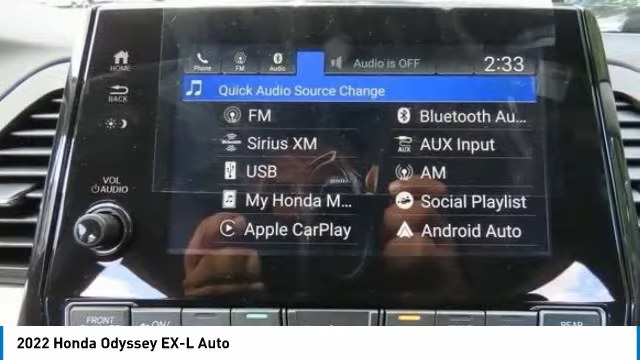 HOME
BACK
VOL
AUDIO
Phone
FM
Audio
Audio is OFF
2:33
Quick Audio Source Change
FM
Bluetooth Au...
Sirius XM
AUX Input
AUX
USB
AM
My Honda M...
Social Playlist
Apple CarPlay
Android Auto
FRONT
ON/
REAR
2022 Honda Odyssey EX-L Auto